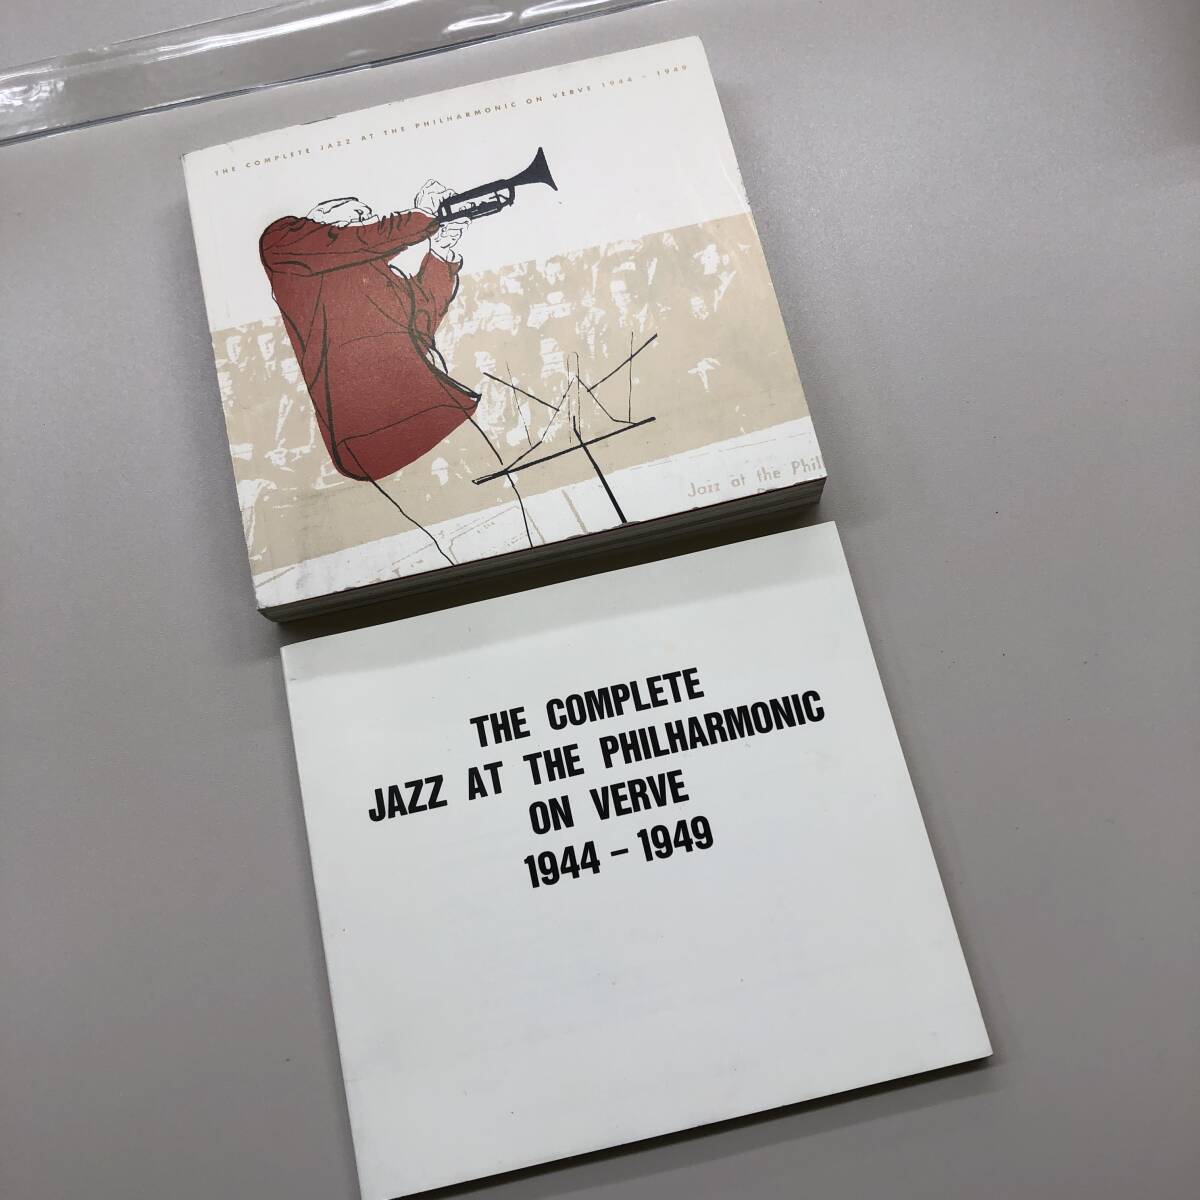 THE COMPLETE JAZZ AT THE PHILHARMONIC ON VERVE 1944 – 1949
Jazz at the Phil
THE COMPLETE
JAZZ AT THE PHILHARMONIC
ON VERVE
1944 – 1949